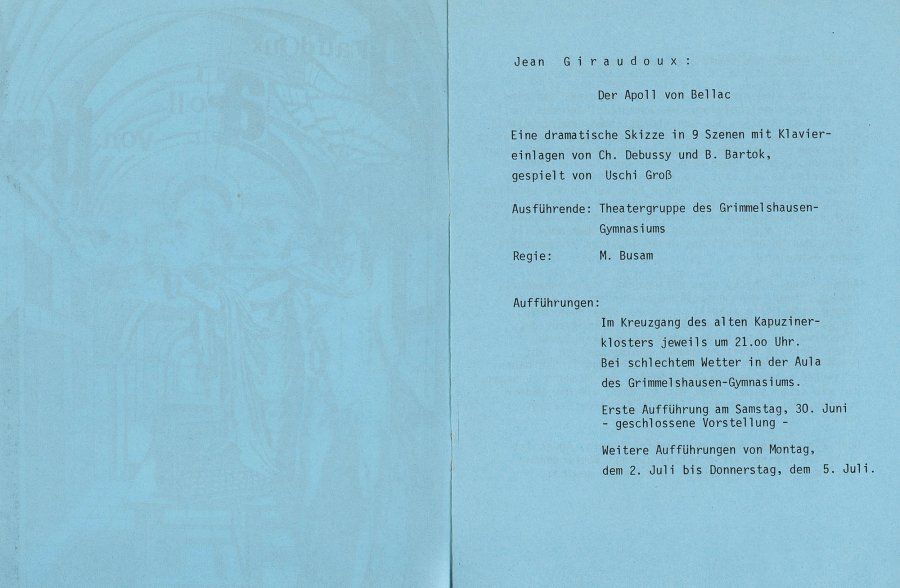 Jean Giraudoux:
Der Apoll von Bellac
Eine dramatische Skizze in 9 Szenen mit Klavier-
einlagen von Ch. Debussy und B. Bartok,
gespielt von Uschi Groß
Ausführende: Theatergruppe des Grimmelshausen-
Gymnasiums
Regie: M. Busam
Aufführungen:
Im Kreuzgang des alten Kapuziner-
klosters jeweils um 21.oo Uhr.
Bei schlechtem Wetter in der Aula
des Grimmelshausen-Gymnasiums.
Erste Aufführung am Samstag, 30. Juni
- geschlossene Vorstellung -
Weitere Aufführungen von Montag,
dem 2. Juli bis Donnerstag, dem 5. Juli.